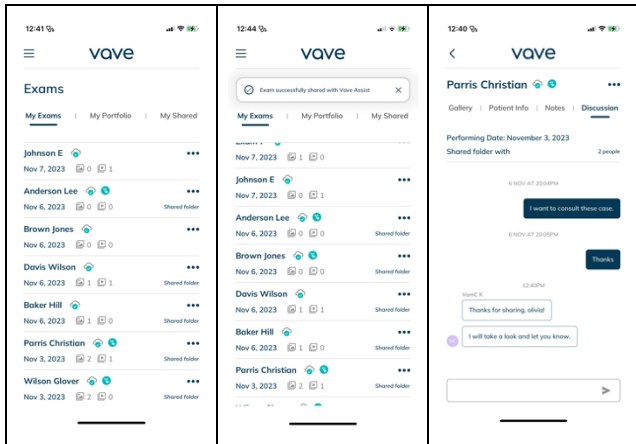 12:41
vave
Exams
My Exams | My Portfolio | My Shared
Johnson E
Nov 7, 2023 0 1
Anderson Lee
Nov 6, 2023 0 0 Shared folder
Brown Jones
Nov 6, 2023 0 0
Davis Wilson
Nov 6, 2023 1 1
Baker Hill
Nov 6, 2023 1 0
Parris Christian
Nov 3, 2023 2 1 Shared folder
Wilson Glover
Nov 3, 2023 2 0 Shared folder
12:44
vave
Exam successfully shared with Vave Assist
My Exams | My Portfolio | My Shared
Nov 7, 2023 1 0
Johnson E
Nov 7, 2023 0 1
Anderson Lee
Nov 6, 2023 0 0 Shared folder
Brown Jones
Nov 6, 2023 0 0 Shared folder
Davis Wilson
Nov 6, 2023 1 1
Baker Hill
Nov 6, 2023 1 0
Parris Christian
Nov 3, 2023 2 1 Shared folder
12:40
vave
Parris Christian
Gallery | Patient Info | Notes | Discussion
Performing Date: November 3, 2023
Shared folder with 2 people
6 NOV AT 20:04PM
I want to consult these case.
6 NOV AT 20:05PM
Thanks
12:40PM
VamC K
Thanks for sharing, olivia!
I will take a look and let you know.